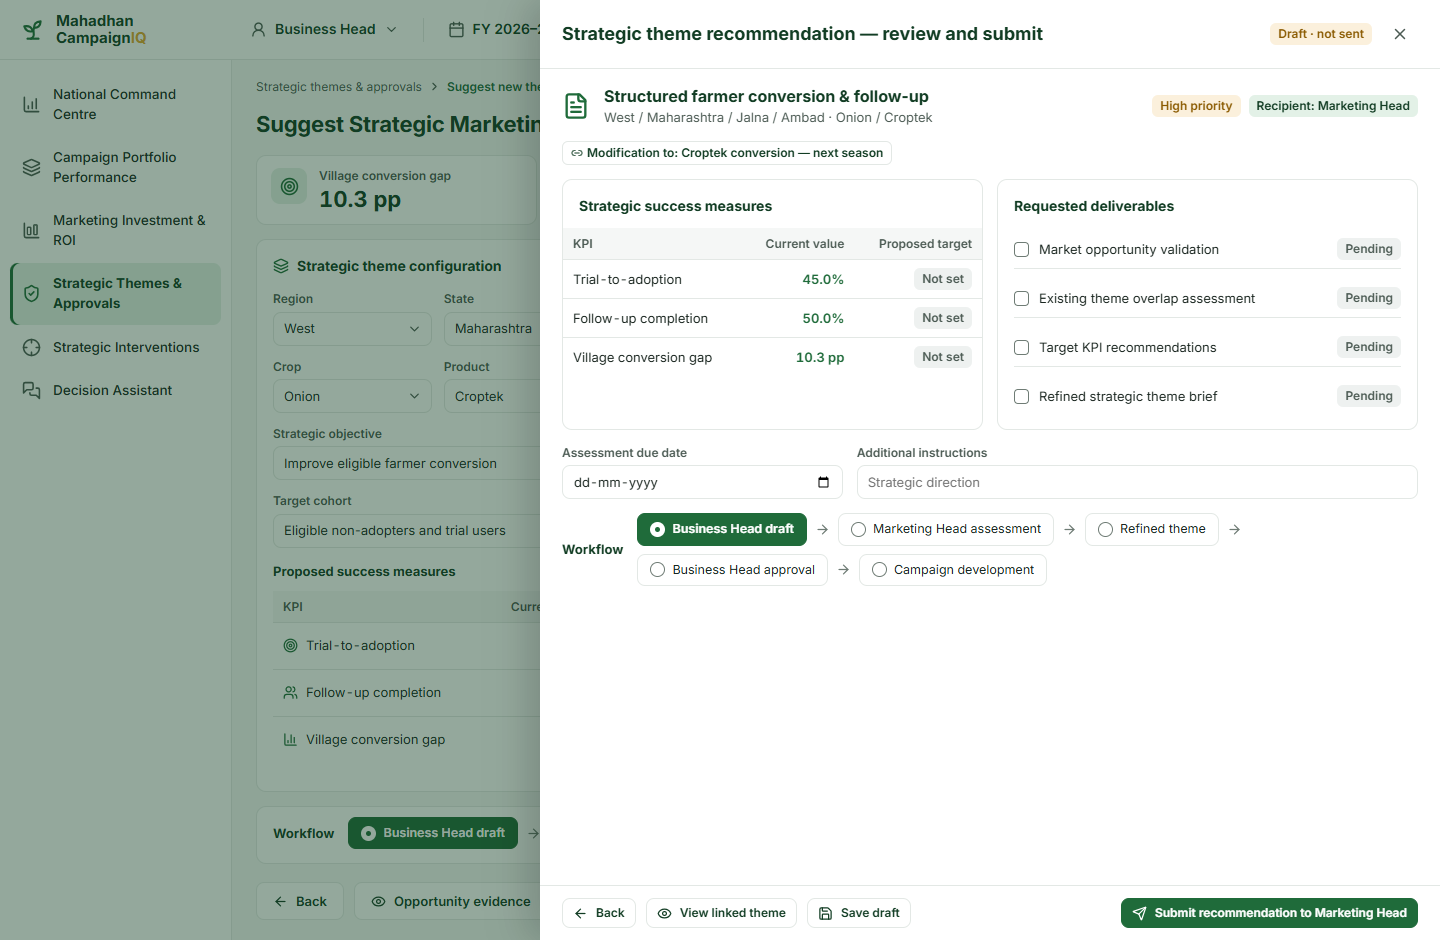 Mahadhan
CampaignIQ
Business Head
FY 2026–2
National Command
Centre
Campaign Portfolio
Performance
Marketing Investment &
ROI
Strategic Themes &
Approvals
Strategic Interventions
Decision Assistant
Strategic themes & approvals > Suggest new the
Suggest Strategic Marketin
Village conversion gap
10.3 pp
Strategic theme configuration
Region State
West Maharashtra
Crop Product
Onion Croptek
Strategic objective
Improve eligible farmer conversion
Target cohort
Eligible non-adopters and trial users
Proposed success measures
KPI Curre
Trial-to-adoption
Follow-up completion
Village conversion gap
Workflow Business Head draft →
← Back Opportunity evidence
Strategic theme recommendation — review and submit
Draft · not sent
Structured farmer conversion & follow-up
West / Maharashtra / Jalna / Ambad · Onion / Croptek
High priority Recipient: Marketing Head
Modification to: Croptek conversion — next season
Strategic success measures
KPI Current value Proposed target
Trial-to-adoption 45.0% Not set
Follow-up completion 50.0% Not set
Village conversion gap 10.3 pp Not set
Requested deliverables
Market opportunity validation Pending
Existing theme overlap assessment Pending
Target KPI recommendations Pending
Refined strategic theme brief Pending
Assessment due date Additional instructions
dd-mm-yyyy Strategic direction
Workflow
Business Head draft → Marketing Head assessment → Refined theme →
Business Head approval → Campaign development
← Back View linked theme Save draft Submit recommendation to Marketing Head